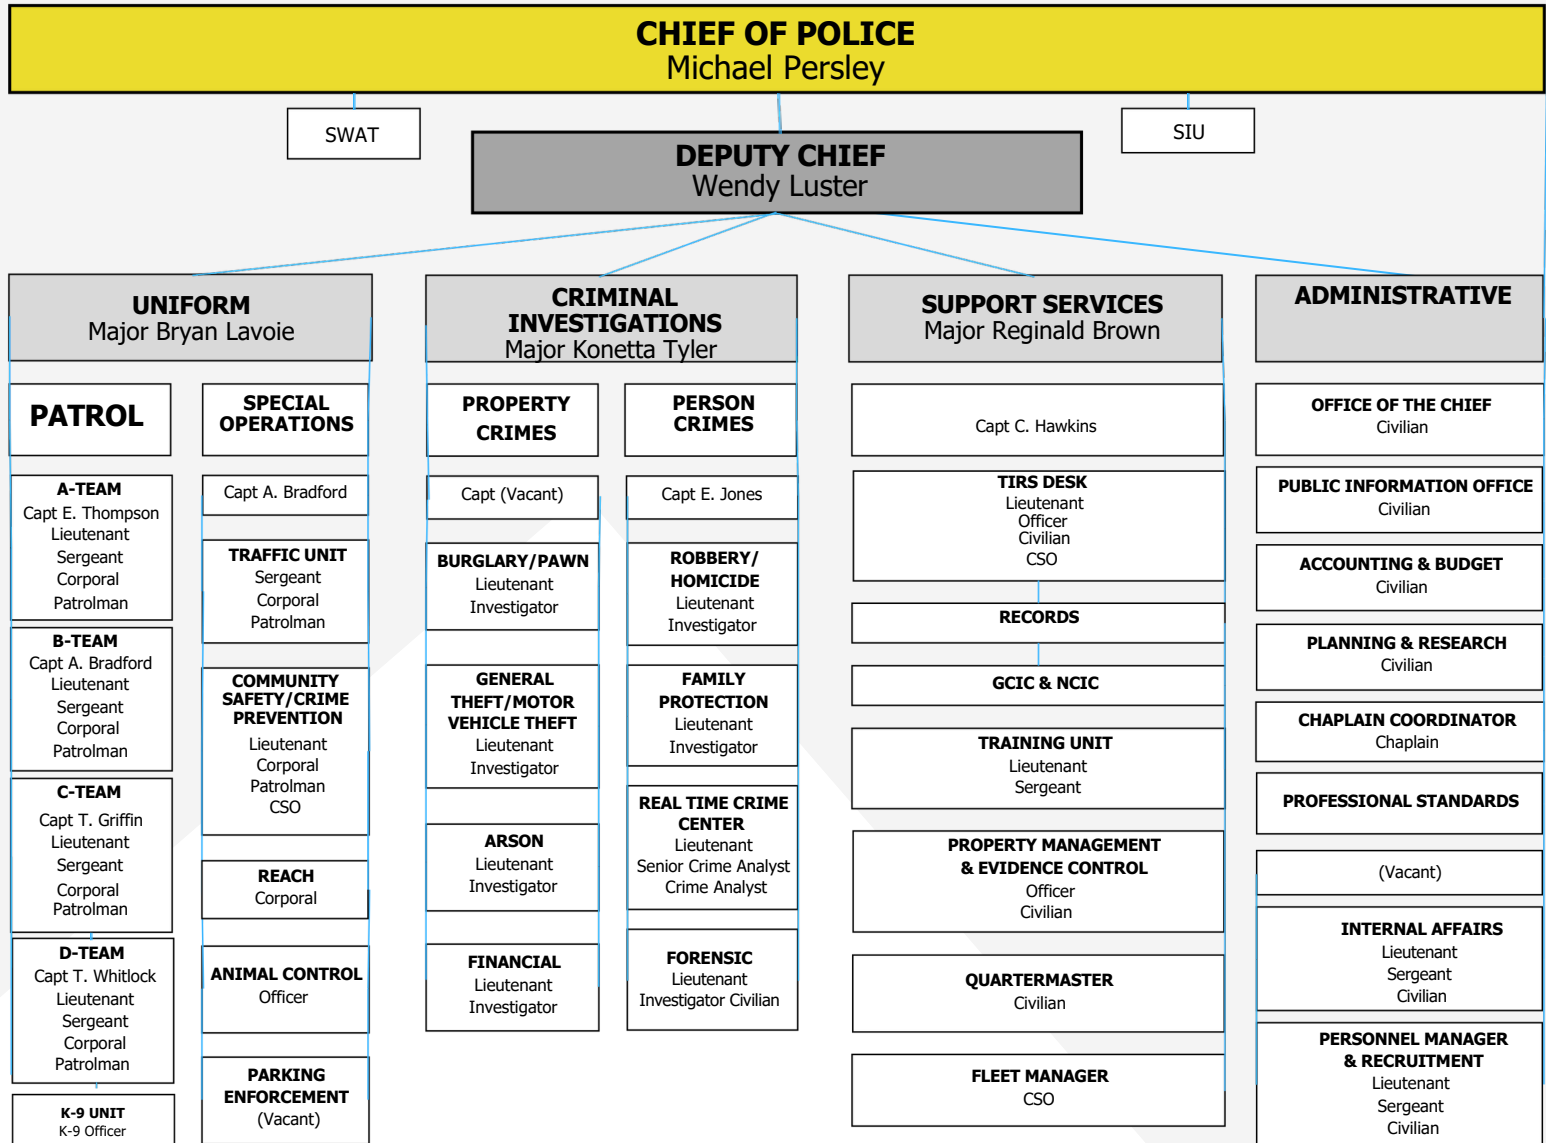 CHIEF OF POLICE
Michael Persley
SWAT
SIU
DEPUTY CHIEF
Wendy Luster
UNIFORM
Major Bryan Lavoie
PATROL
A-TEAM
Capt E. Thompson
Lieutenant
Sergeant
Corporal
Patrolman
B-TEAM
Capt A. Bradford
Lieutenant
Sergeant
Corporal
Patrolman
C-TEAM
Capt T. Griffin
Lieutenant
Sergeant
Corporal
Patrolman
D-TEAM
Capt T. Whitlock
Lieutenant
Sergeant
Corporal
Patrolman
K-9 UNIT
K-9 Officer
SPECIAL
OPERATIONS
Capt A. Bradford
TRAFFIC UNIT
Sergeant
Corporal
Patrolman
COMMUNITY
SAFETY/CRIME
PREVENTION
Lieutenant
Corporal
Patrolman
CSO
REACH
Corporal
ANIMAL CONTROL
Officer
PARKING
ENFORCEMENT
(Vacant)
CRIMINAL
INVESTIGATIONS
Major Konetta Tyler
PROPERTY
CRIMES
Capt (Vacant)
BURGLARY/PAWN
Lieutenant
Investigator
GENERAL
THEFT/MOTOR
VEHICLE THEFT
Lieutenant
Investigator
ARSON
Lieutenant
Investigator
FINANCIAL
Lieutenant
Investigator
PERSON
CRIMES
Capt E. Jones
ROBBERY/
HOMICIDE
Lieutenant
Investigator
FAMILY
PROTECTION
Lieutenant
Investigator
REAL TIME CRIME
CENTER
Lieutenant
Senior Crime Analyst
Crime Analyst
FORENSIC
Lieutenant
Investigator Civilian
SUPPORT SERVICES
Major Reginald Brown
Capt C. Hawkins
TIRS DESK
Lieutenant
Officer
Civilian
CSO
RECORDS
GCIC & NCIC
TRAINING UNIT
Lieutenant
Sergeant
PROPERTY MANAGEMENT
& EVIDENCE CONTROL
Officer
Civilian
QUARTERMASTER
Civilian
FLEET MANAGER
CSO
ADMINISTRATIVE
OFFICE OF THE CHIEF
Civilian
PUBLIC INFORMATION OFFICE
Civilian
ACCOUNTING & BUDGET
Civilian
PLANNING & RESEARCH
Civilian
CHAPLAIN COORDINATOR
Chaplain
PROFESSIONAL STANDARDS
(Vacant)
INTERNAL AFFAIRS
Lieutenant
Sergeant
Civilian
PERSONNEL MANAGER
& RECRUITMENT
Lieutenant
Sergeant
Civilian